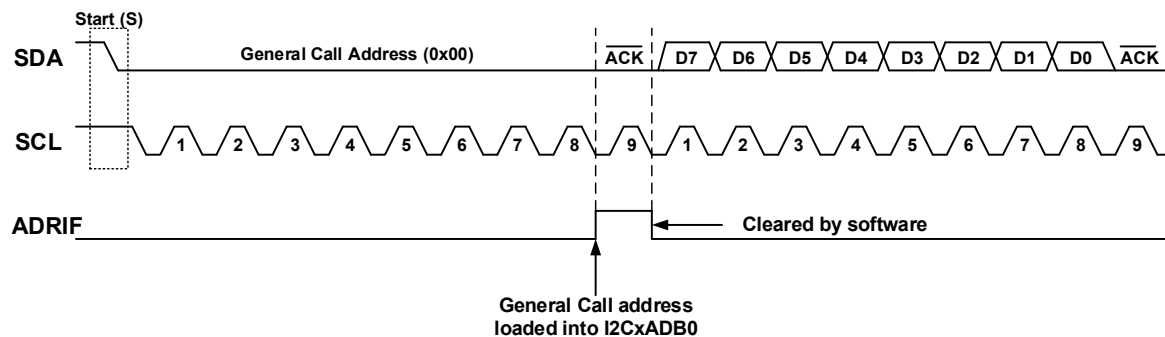 Start (S)
SDA General Call Address (0x00) ACK D7 D6 D5 D4 D3 D2 D1 D0 ACK
SCL 1 2 3 4 5 6 7 8 9 1 2 3 4 5 6 7 8 9
ADRIF Cleared by software
General Call address
loaded into I2CxADB0